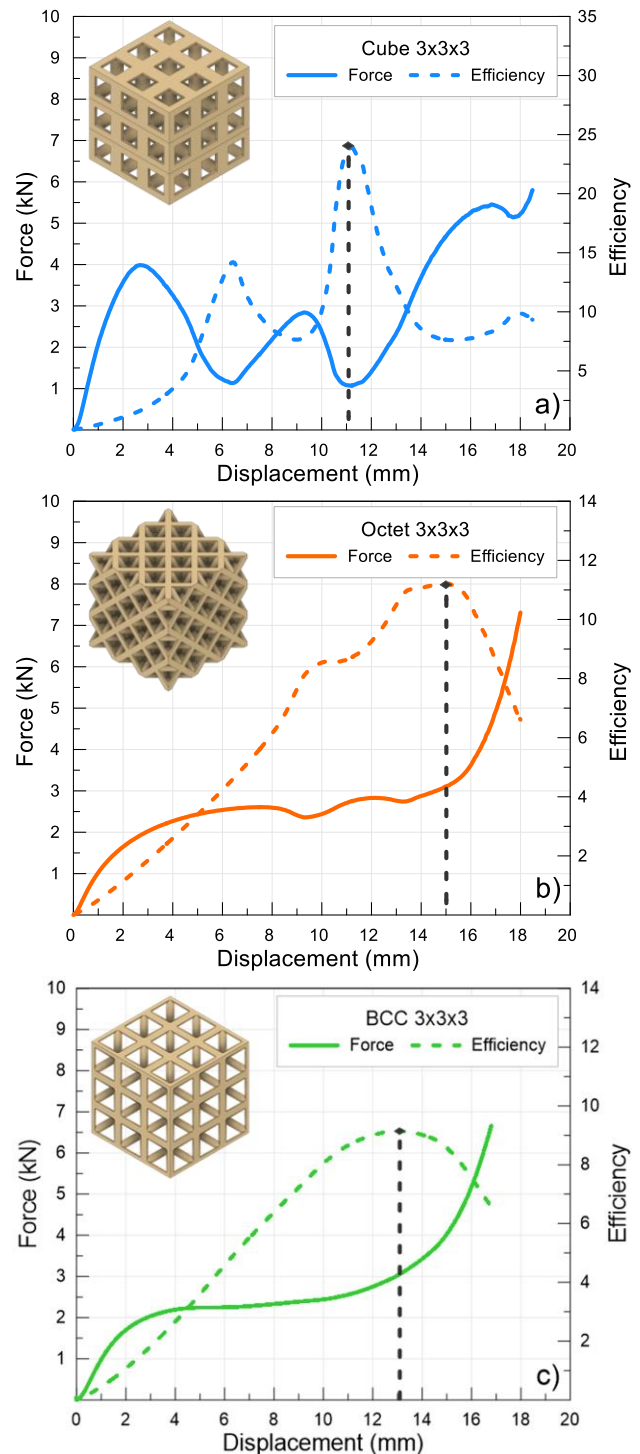 Cube 3x3x3
Force Efficiency
10
9
8
7
6
5
4
3
2
1
Force (kN)
35
30
25
20
15
10
5
Efficiency
a)
0 2 4 6 8 10 12 14 16 18 20
Displacement (mm)
Octet 3x3x3
Force Efficiency
10
9
8
7
6
5
4
3
2
1
Force (kN)
14
12
10
8
6
4
2
Efficiency
b)
0 2 4 6 8 10 12 14 16 18 20
Displacement (mm)
BCC 3x3x3
Force Efficiency
10
9
8
7
6
5
4
3
2
1
Force (kN)
14
12
10
8
6
4
2
Efficiency
c)
0 2 4 6 8 10 12 14 16 18 20
Displacement (mm)